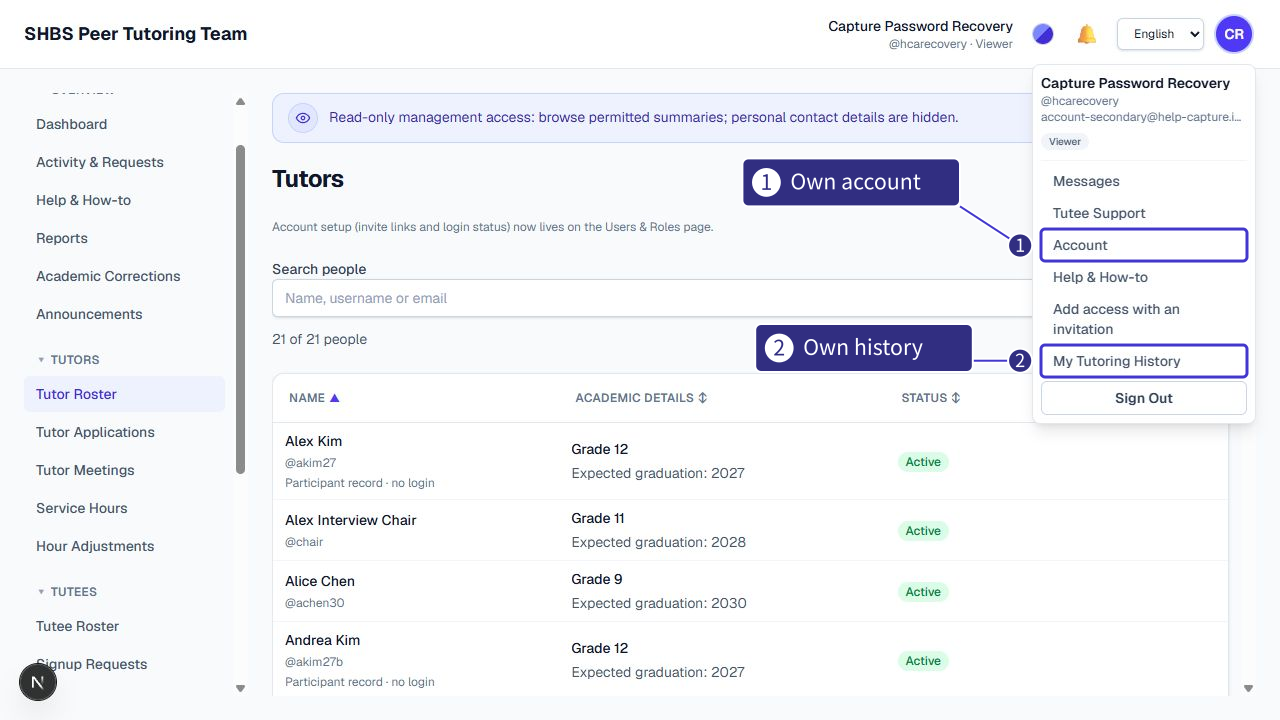 SHBS Peer Tutoring Team
Capture Password Recovery
@hcarecovery · Viewer
English
CR
Capture Password Recovery
@hcarecovery
account-secondary@help-capture.i...
Viewer
Messages
Tutee Support
Account
Help & How-to
Add access with an
invitation
My Tutoring History
Sign Out
Dashboard
Activity & Requests
Help & How-to
Reports
Academic Corrections
Announcements
TUTORS
Tutor Roster
Tutor Applications
Tutor Meetings
Service Hours
Hour Adjustments
TUTEES
Tutee Roster
Signup Requests
N
Read-only management access: browse permitted summaries; personal contact details are hidden.
Tutors
1 Own account
1
Account setup (invite links and login status) now lives on the Users & Roles page.
Search people
Name, username or email
21 of 21 people
2 Own history
2
NAME
ACADEMIC DETAILS
STATUS
Alex Kim
@akim27
Participant record · no login
Grade 12
Expected graduation: 2027
Active
Alex Interview Chair
@chair
Grade 11
Expected graduation: 2028
Active
Alice Chen
@achen30
Grade 9
Expected graduation: 2030
Active
Andrea Kim
@akim27b
Participant record · no login
Grade 12
Expected graduation: 2027
Active